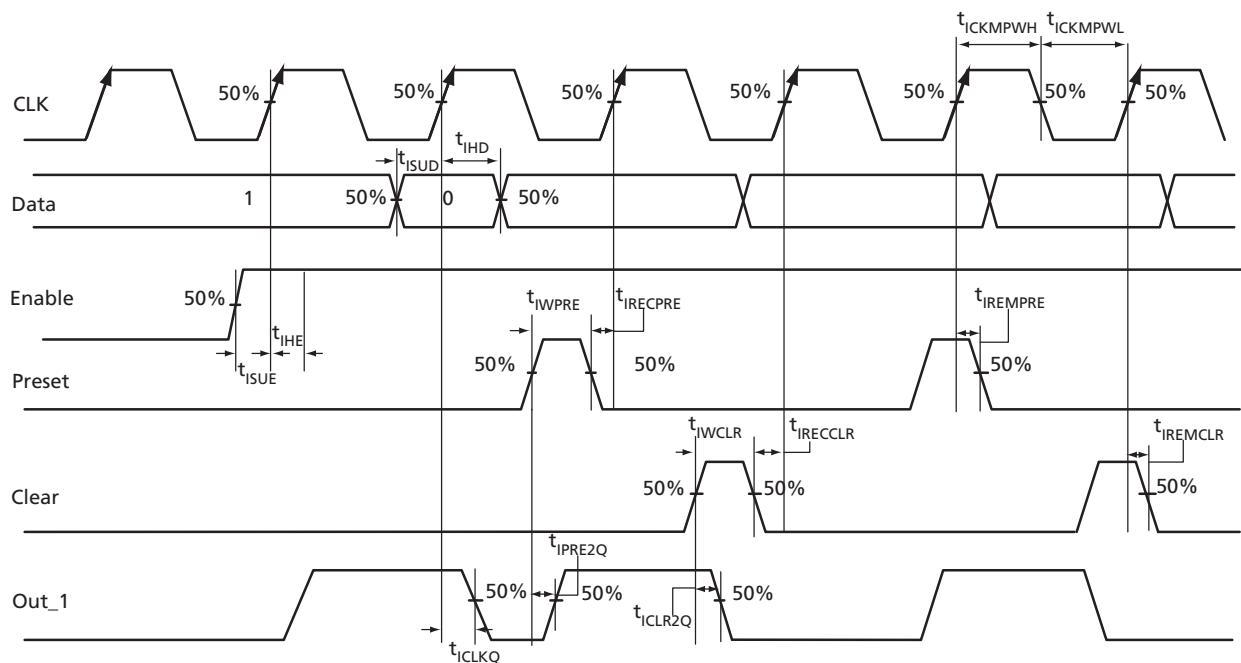 tICKMPWH tICKMPWL
CLK 50% 50% 50% 50% 50% 50% 50%
tISUD tIHD
Data 1 50% 0 50%
Enable 50%
tIHE
tISUE
tIWPRE tIRECPRE tIREMPRE
Preset 50% 50% 50%
tIWCLR tIRECCLR tIREMCLR
Clear 50% 50% 50%
tIPRE2Q
Out_1 50% 50% 50%
tICLR2Q
tICLKQ